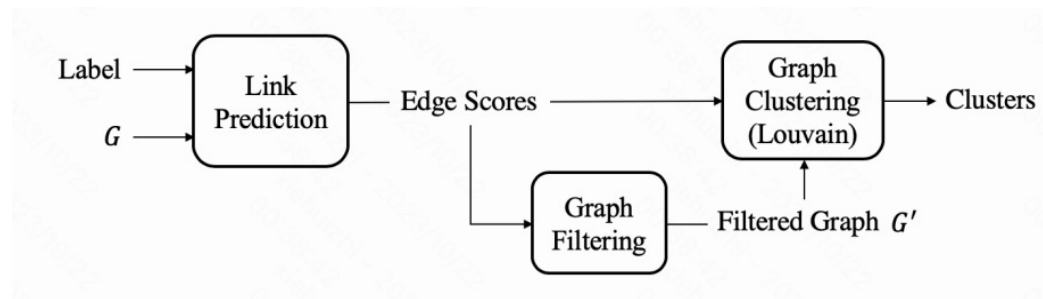 Label
G
Link
Prediction
Edge Scores
Graph
Clustering
(Louvain)
Clusters
Graph
Filtering
Filtered Graph G′